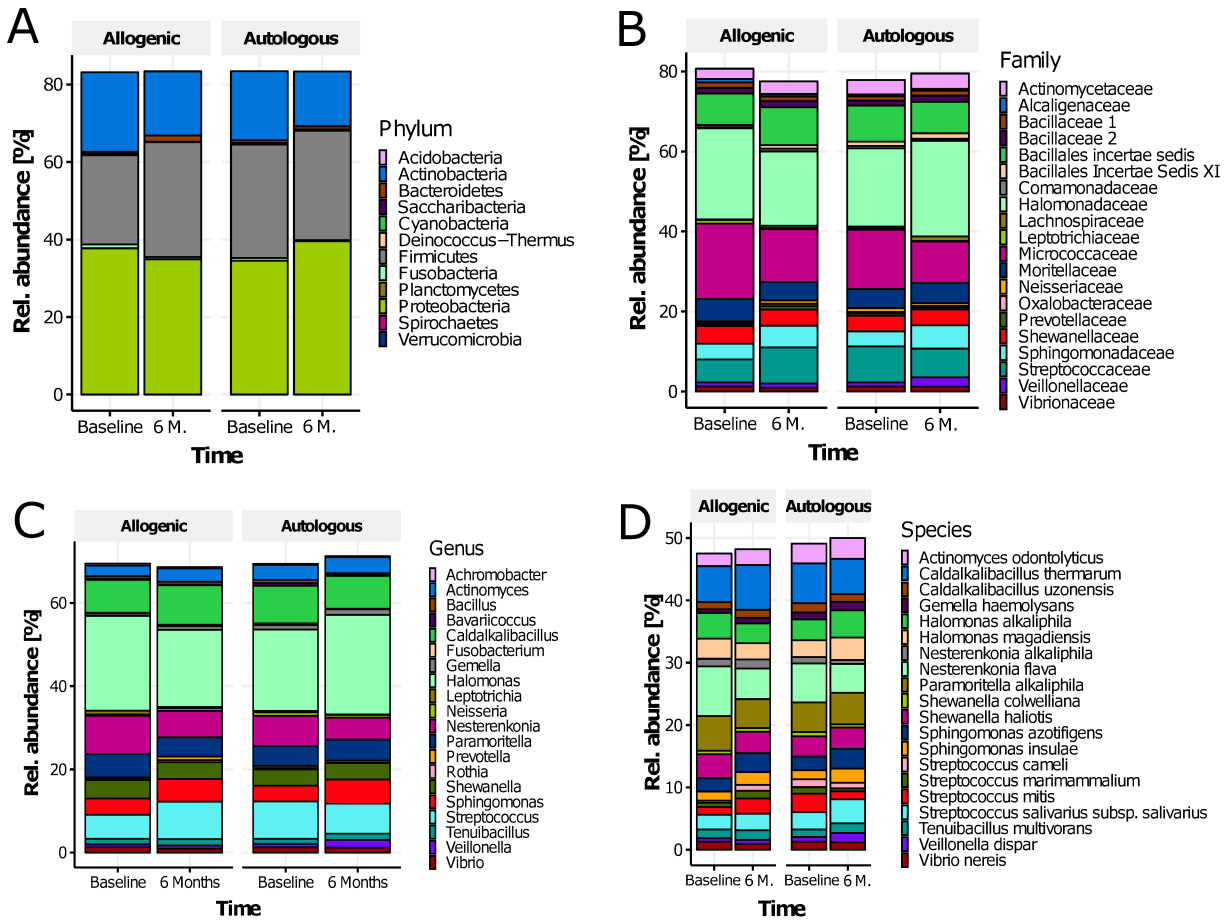 A
Allogenic Autologous
80
60
40
20
0
Rel. abundance [%]
Baseline 6 M. Baseline 6 M.
Time
Phylum
Acidobacteria
Actinobacteria
Bacteroidetes
Saccharibacteria
Cyanobacteria
Deinococcus−Thermus
Firmicutes
Fusobacteria
Planctomycetes
Proteobacteria
Spirochaetes
Verrucomicrobia
B
Allogenic Autologous
80
60
40
20
0
Rel. abundance [%]
Baseline 6 M. Baseline 6 M.
Time
Family
Actinomycetaceae
Alcaligenaceae
Bacillaceae 1
Bacillaceae 2
Bacillales incertae sedis
Bacillales Incertae Sedis XI
Comamonadaceae
Halomonadaceae
Lachnospiraceae
Leptotrichiaceae
Micrococcaceae
Moritellaceae
Neisseriaceae
Oxalobacteraceae
Prevotellaceae
Shewanellaceae
Sphingomonadaceae
Streptococcaceae
Veillonellaceae
Vibrionaceae
C
Allogenic Autologous
60
40
20
0
Rel. abundance [%]
Baseline 6 Months Baseline 6 Months
Time
Genus
Achromobacter
Actinomyces
Bacillus
Bavariicoccus
Caldalkalibacillus
Fusobacterium
Gemella
Halomonas
Leptotrichia
Neisseria
Nesterenkonia
Paramoritella
Prevotella
Rothia
Shewanella
Sphingomonas
Streptococcus
Tenuibacillus
Veillonella
Vibrio
D
Allogenic Autologous
50
40
30
20
10
0
Rel. abundance [%]
Baseline 6 M. Baseline 6 M.
Time
Species
Actinomyces odontolyticus
Caldalkalibacillus thermarum
Caldalkalibacillus uzonensis
Gemella haemolysans
Halomonas alkaliphila
Halomonas magadiensis
Nesterenkonia alkaliphila
Nesterenkonia flava
Paramoritella alkaliphila
Shewanella colwelliana
Shewanella haliotis
Sphingomonas azotifigens
Sphingomonas insulae
Streptococcus cameli
Streptococcus marimammalium
Streptococcus mitis
Streptococcus salivarius subsp. salivarius
Tenuibacillus multivorans
Veillonella dispar
Vibrio nereis